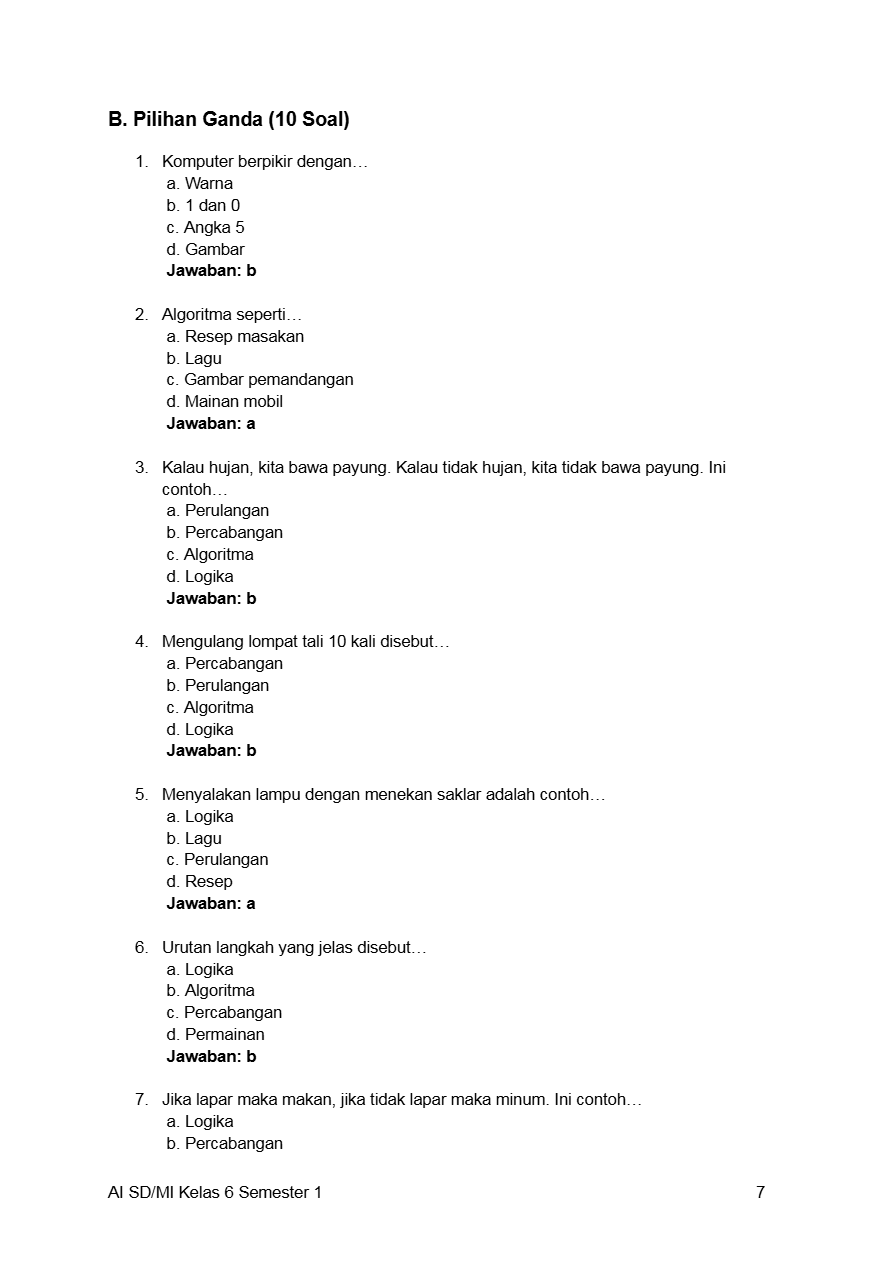 B. Pilihan Ganda (10 Soal)
1. Komputer berpikir dengan…
a. Warna
b. 1 dan 0
c. Angka 5
d. Gambar
Jawaban: b
2. Algoritma seperti…
a. Resep masakan
b. Lagu
c. Gambar pemandangan
d. Mainan mobil
Jawaban: a
3. Kalau hujan, kita bawa payung. Kalau tidak hujan, kita tidak bawa payung. Ini
contoh…
a. Perulangan
b. Percabangan
c. Algoritma
d. Logika
Jawaban: b
4. Mengulang lompat tali 10 kali disebut…
a. Percabangan
b. Perulangan
c. Algoritma
d. Logika
Jawaban: b
5. Menyalakan lampu dengan menekan saklar adalah contoh…
a. Logika
b. Lagu
c. Perulangan
d. Resep
Jawaban: a
6. Urutan langkah yang jelas disebut…
a. Logika
b. Algoritma
c. Percabangan
d. Permainan
Jawaban: b
7. Jika lapar maka makan, jika tidak lapar maka minum. Ini contoh…
a. Logika
b. Percabangan
AI SD/MI Kelas 6 Semester 1 7